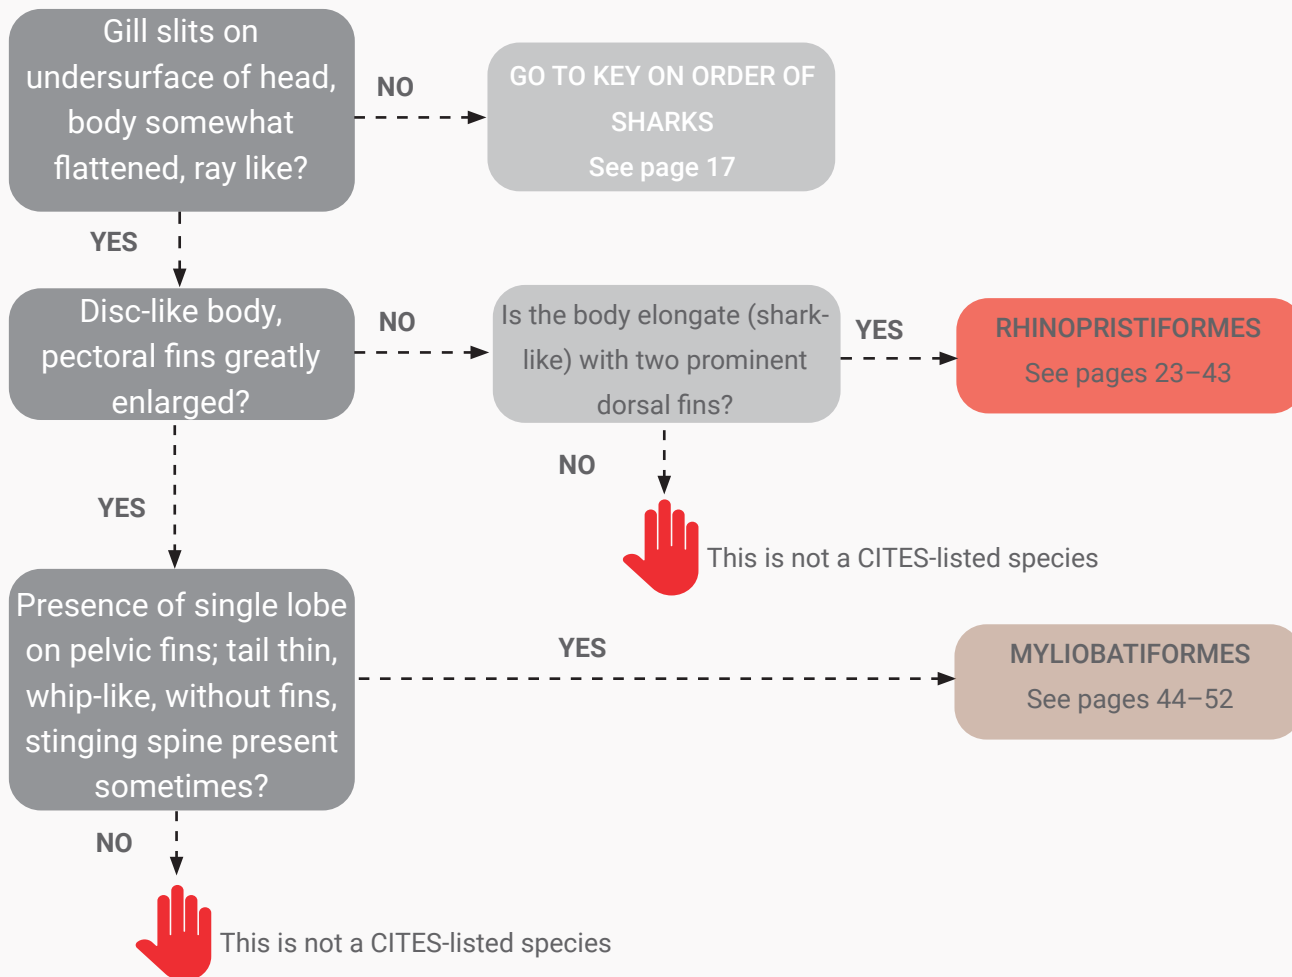 Gill slits on
undersurface of head,
body somewhat
flattened, ray like?
NO
GO TO KEY ON ORDER OF
SHARKS
See page 17
YES
Disc-like body,
pectoral fins greatly
enlarged?
NO
Is the body elongate (shark-
like) with two prominent
dorsal fins?
YES
RHINOPRISTIFORMES
See pages 23–43
NO
This is not a CITES-listed species
YES
Presence of single lobe
on pelvic fins; tail thin,
whip-like, without fins,
stinging spine present
sometimes?
YES
MYLIOBATIFORMES
See pages 44–52
NO
This is not a CITES-listed species